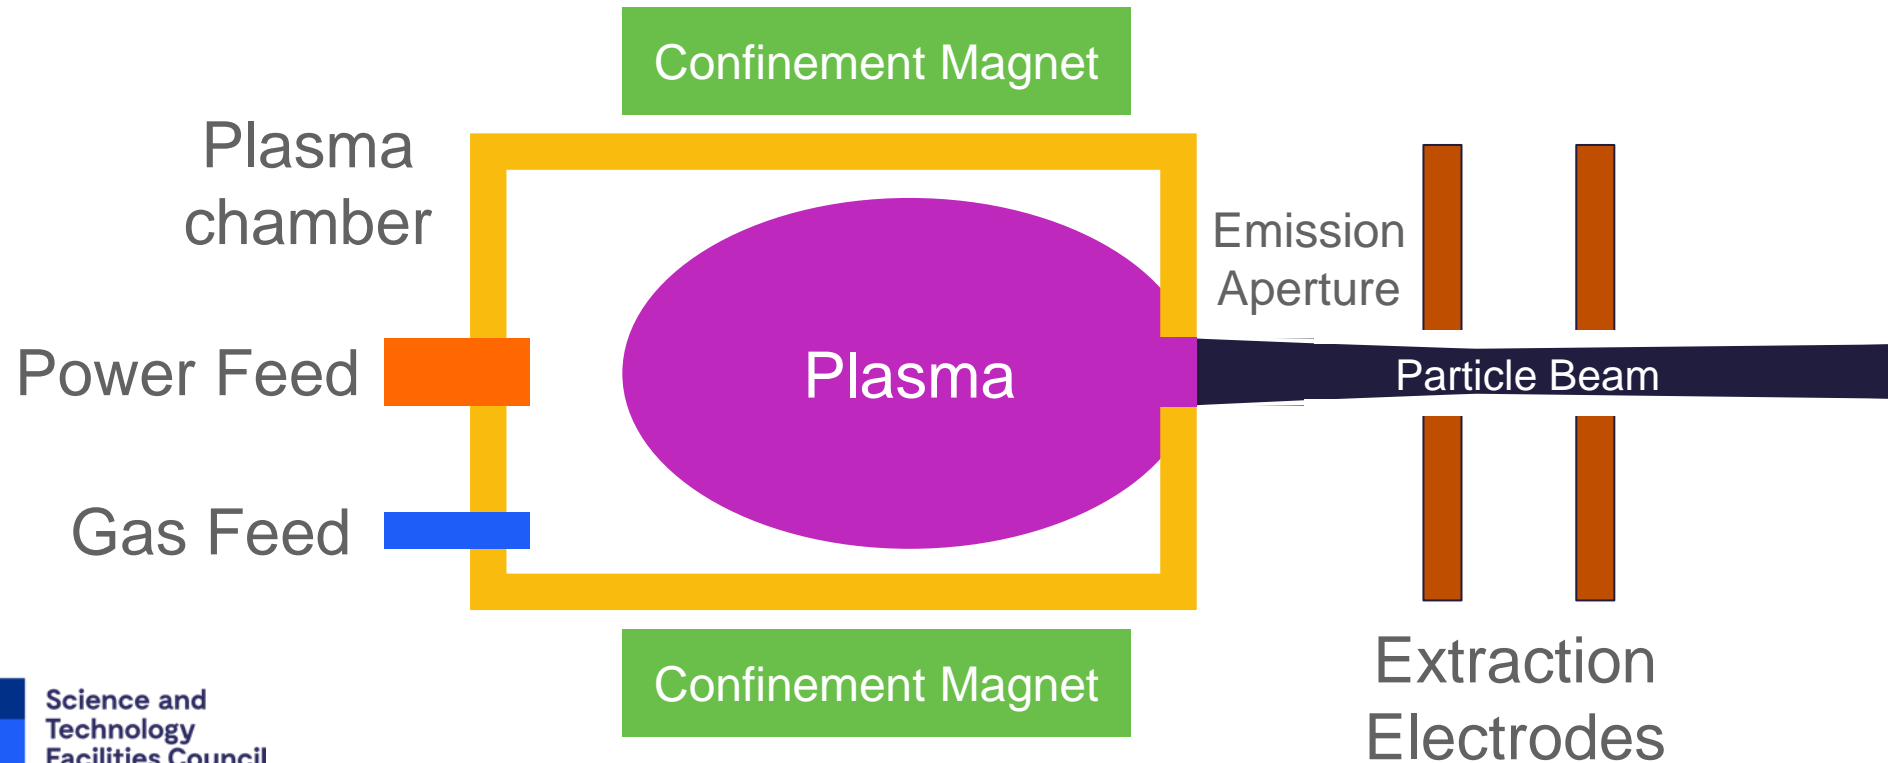 Confinement Magnet
Plasma
chamber
Emission
Aperture
Power Feed
Plasma
Particle Beam
Gas Feed
Confinement Magnet
Extraction
Electrodes
Science and
Technology
Facilities Council